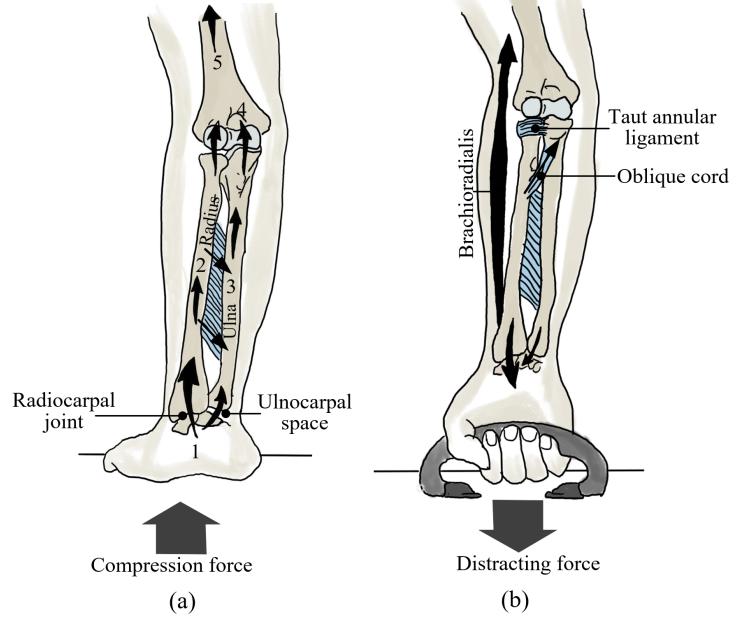 5
4
Radius
2
3
Ulna
Radiocarpal
joint
Ulnocarpal
space
1
Compression force
(a)
Brachioradialis
Taut annular
ligament
Oblique cord
Distracting force
(b)